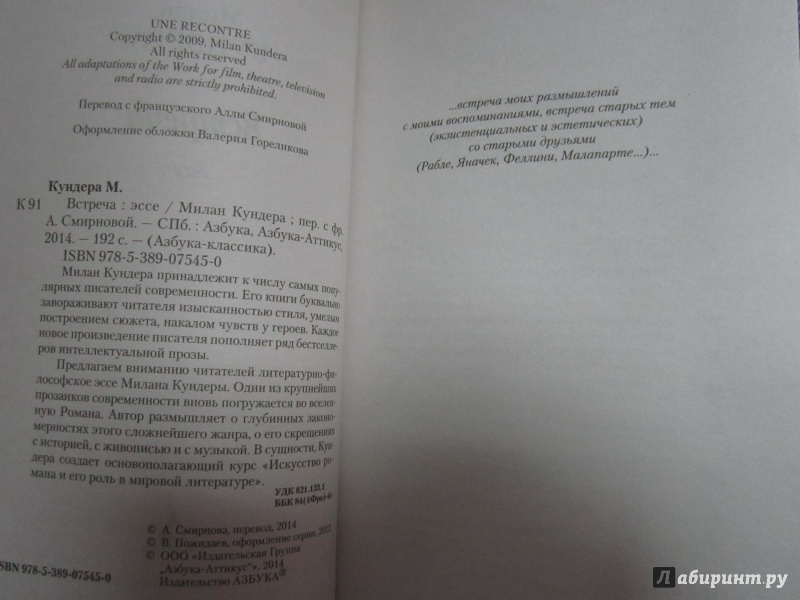 UNE RECONTRE
Copyright © 2009, Milan Kundera
All rights reserved
All adaptations of the Work for film, theatre, television
and radio are strictly prohibited.
Перевод с французского Аллы Смирновой
Оформление обложки Валерия Гореликова
Кундера М.
К 91 Встреча : эссе / Милан Кундера ; пер. с фр.
А. Смирновой. — СПб. : Азбука, Азбука-Аттикус,
2014. — 192 с. — (Азбука-классика).
ISBN 978-5-389-07545-0
Милан Кундера принадлежит к числу самых попу-
лярных писателей современности. Его книги буквально
завораживают читателя изысканностью стиля, умелым
построением сюжета, накалом чувств у героев. Каждое
новое произведение писателя пополняет ряд бестселле-
ров интеллектуальной прозы.
Предлагаем вниманию читателей литературно-фи-
лософское эссе Милана Кундеры. Один из крупнейших
прозаиков современности вновь погружается во вселен-
ную Романа. Автор размышляет о глубинных законо-
мерностях этого сложнейшего жанра, о его скрещениях
с историей, с живописью и с музыкой. В сущности, Кун-
дера создает основополагающий курс «Искусство ро-
мана и его роль в мировой литературе».
УДК 821.133.1
ББК 84(4Фра)-44
© А. Смирнова, перевод, 2014
© В. Пожидаев, оформление серии, 2012
© ООО «Издательская Группа
„Азбука-Аттикус“», 2014
Издательство АЗБУКА®
ISBN 978-5-389-07545-0
...встреча моих размышлений
с моими воспоминаниями, встреча старых тем
(экзистенциальных и эстетических)
со старыми друзьями
(Рабле, Яначек, Феллини, Малапарте...)...
Лабиринт.ру